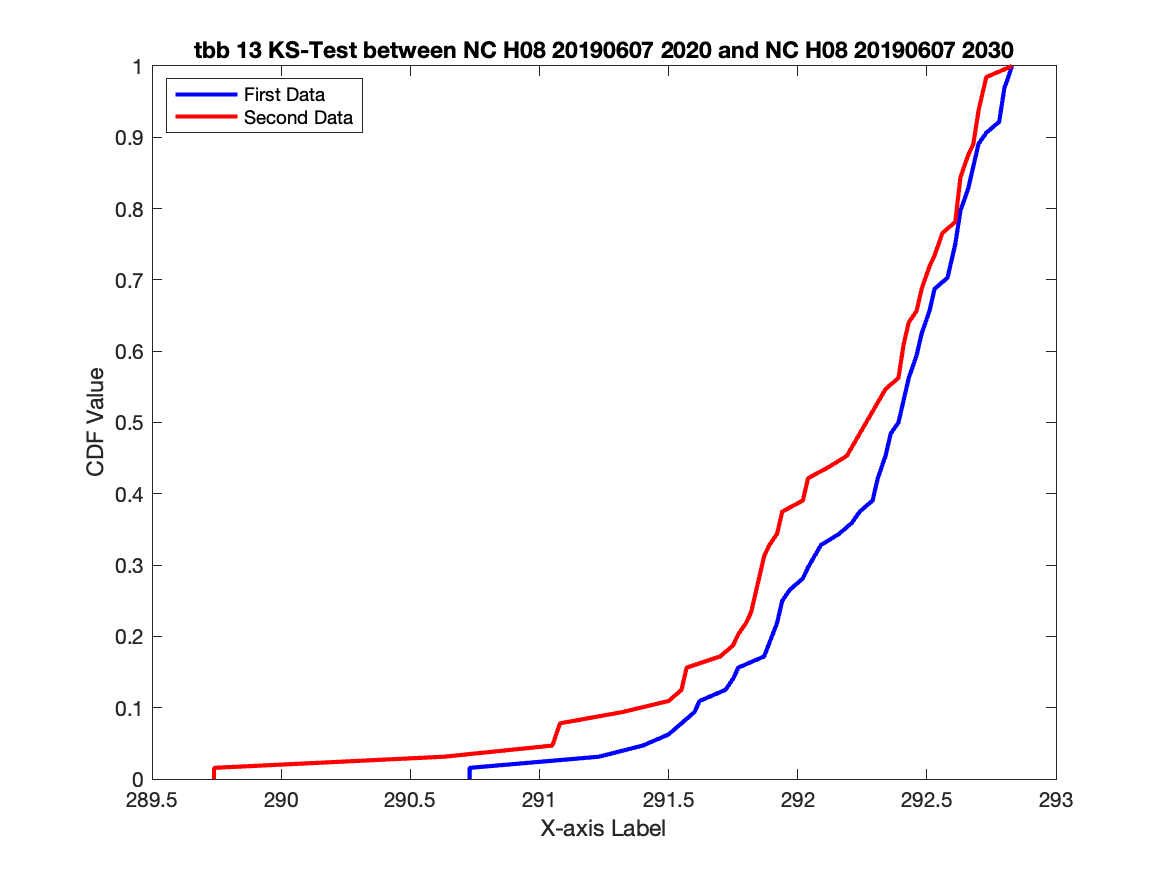 tbb 13 KS-Test between NC H08 20190607 2020 and NC H08 20190607 2030
First Data
Second Data
1
0.9
0.8
0.7
0.6
0.5
0.4
0.3
0.2
0.1
0
CDF Value
289.5 290 290.5 291 291.5 292 292.5 293
X-axis Label